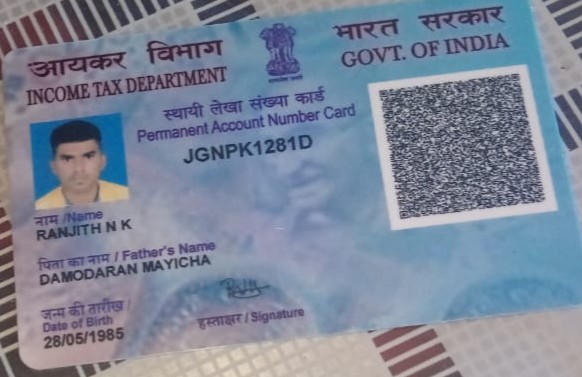 आयकर विभाग
INCOME TAX DEPARTMENT
भारत सरकार
GOVT. OF INDIA
स्थायी लेखा संख्या कार्ड
Permanent Account Number Card
JGNPK1281D
नाम /Name
RANJITH N K
पिता का नाम / Father's Name
DAMODARAN MAYICHA
जन्म की तारीख /
Date of Birth
28/05/1985
हस्ताक्षर / Signature